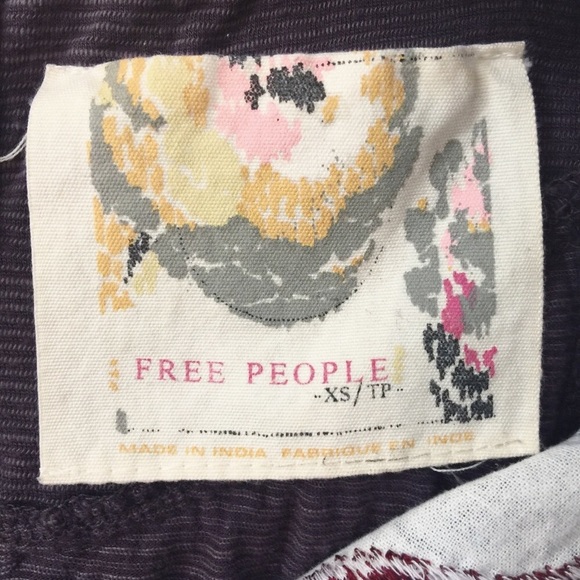 FREE PEOPLE
-XS/TP-
MADE IN INDIA FABRIQUE EN INDE